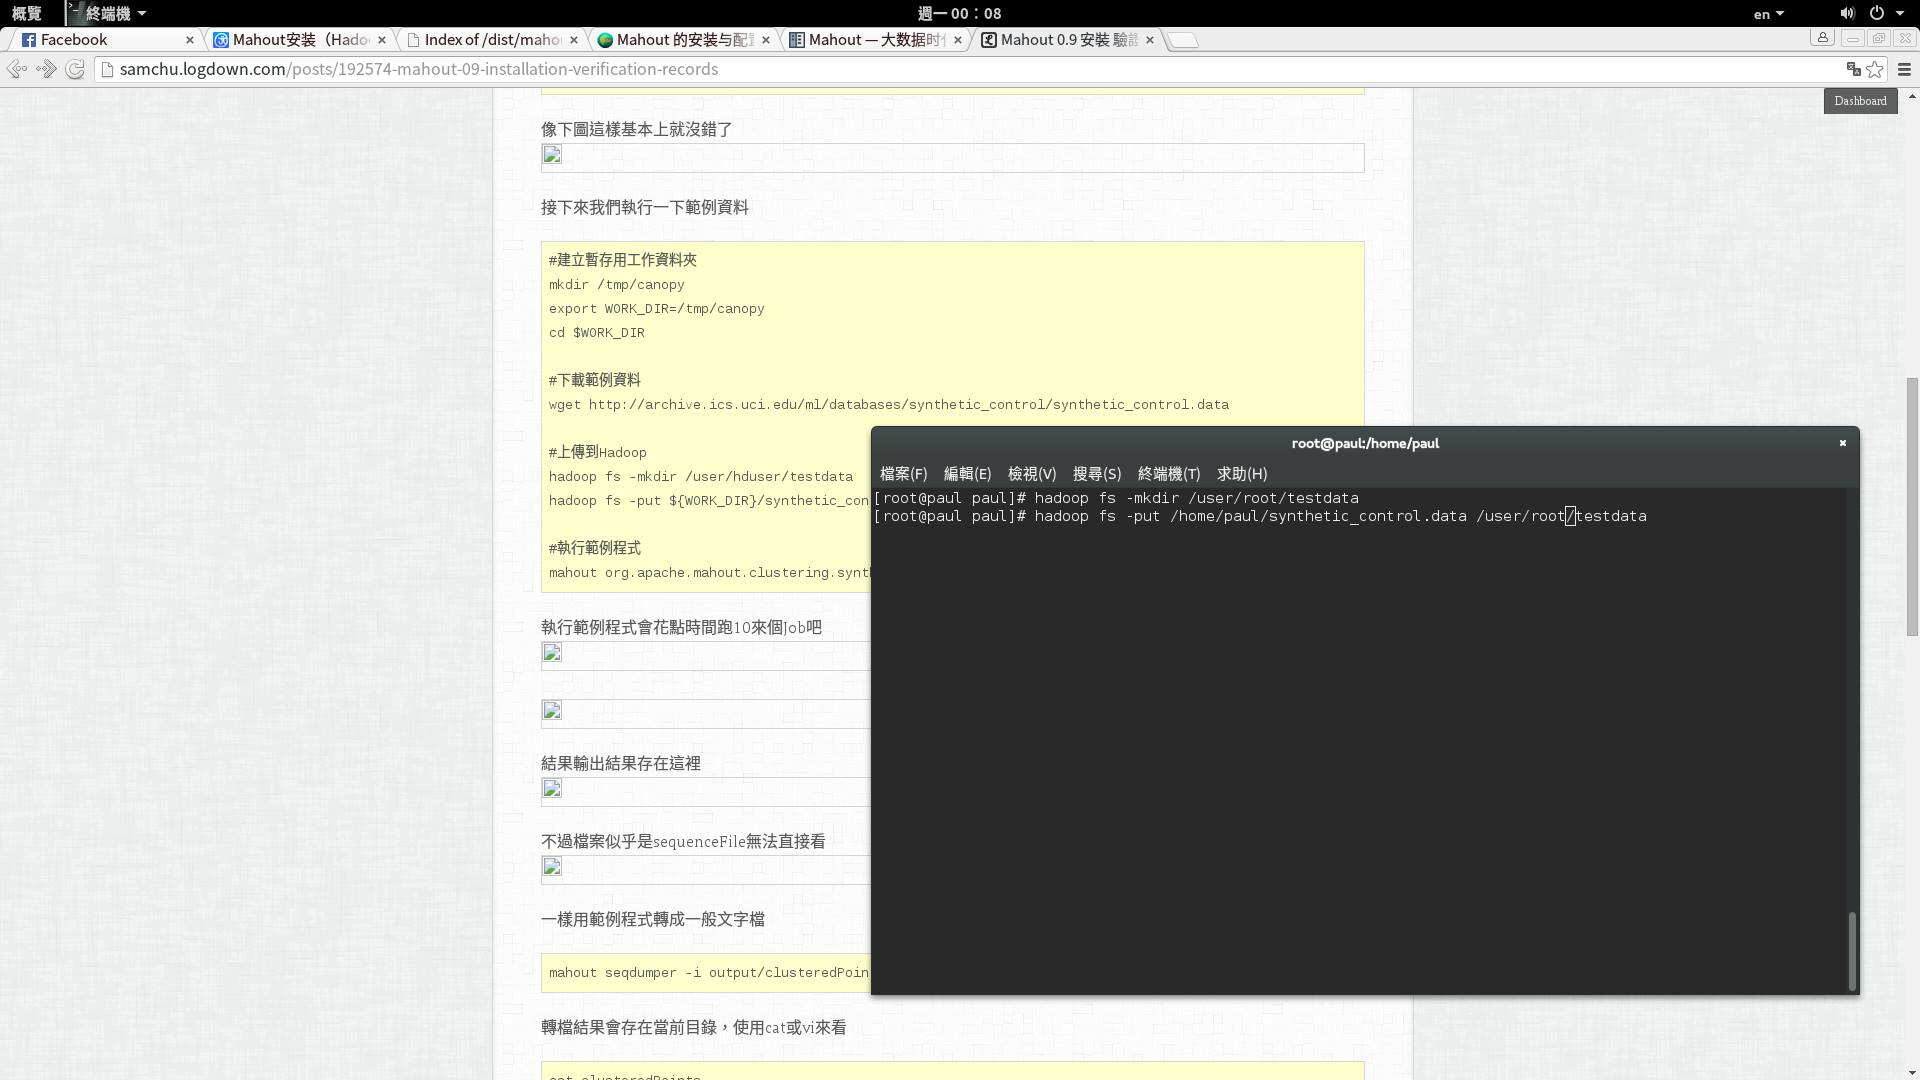 概覽
終端機
週一 00：08
en
Facebook
Mahout安装（Hado
Index of /dist/maho
Mahout 的安装与配
Mahout — 大数据时
Mahout 0.9 安裝 驗
samchu.logdown.com/posts/192574-mahout-09-installation-verification-records
Dashboard
像下圖這樣基本上就沒錯了
接下來我們執行一下範例資料
#建立暫存用工作資料夾
mkdir /tmp/canopy
export WORK_DIR=/tmp/canopy
cd $WORK_DIR
#下載範例資料
wget http://archive.ics.uci.edu/ml/databases/synthetic_control/synthetic_control.data
#上傳到Hadoop
hadoop fs -mkdir /user/hduser/testdata
hadoop fs -put ${WORK_DIR}/synthetic_con
#執行範例程式
mahout org.apache.mahout.clustering.synt
執行範例程式會花點時間跑10來個Job吧
結果輸出結果存在這裡
不過檔案似乎是sequenceFile無法直接看
一樣用範例程式轉成一般文字檔
mahout seqdumper -i output/clusteredPoin
轉檔結果會存在當前目錄，使用cat或vi來看
cat clusteredPoints
root@paul:/home/paul
檔案(F) 編輯(E) 檢視(V) 搜尋(S) 終端機(T) 求助(H)
[root@paul paul]# hadoop fs -mkdir /user/root/testdata
[root@paul paul]# hadoop fs -put /home/paul/synthetic_control.data /user/root/testdata